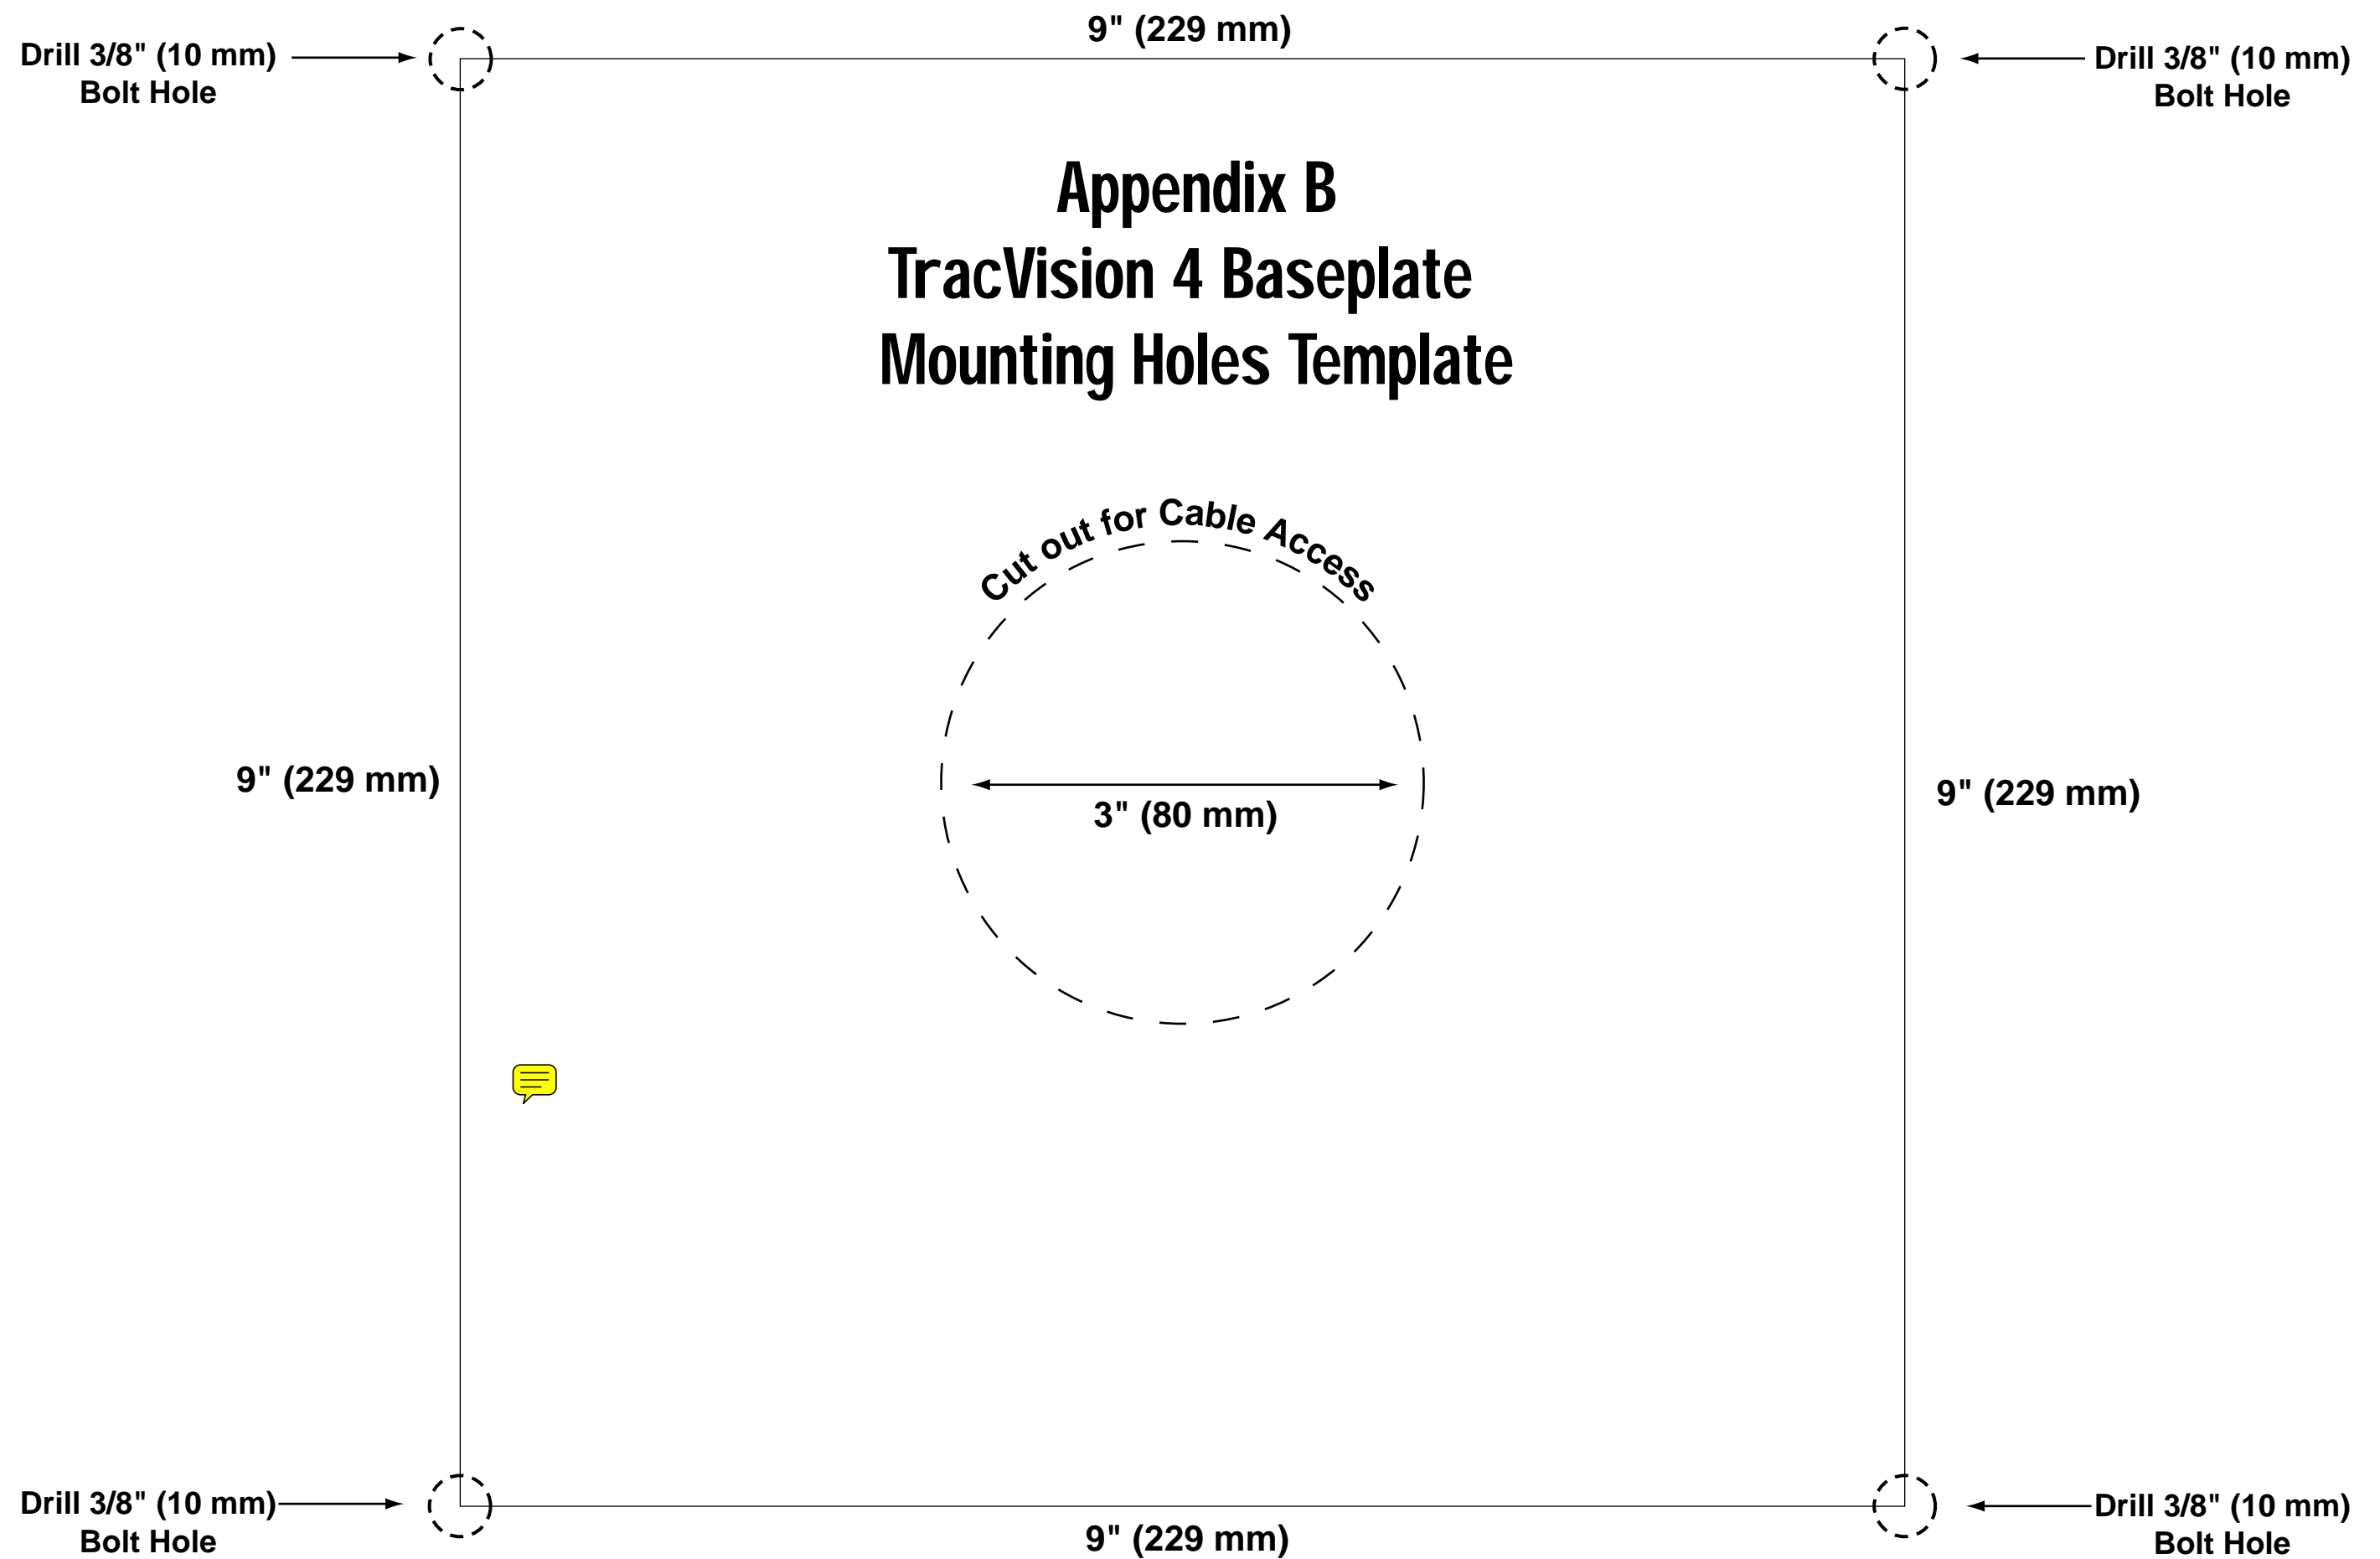 9" (229 mm)
Drill 3/8" (10 mm)
Bolt Hole
Drill 3/8" (10 mm)
Bolt Hole
Appendix B
TracVision 4 Baseplate
Mounting Holes Template
Cut out for Cable Access
9" (229 mm)
3" (80 mm)
9" (229 mm)
Drill 3/8" (10 mm)
Bolt Hole
9" (229 mm)
Drill 3/8" (10 mm)
Bolt Hole